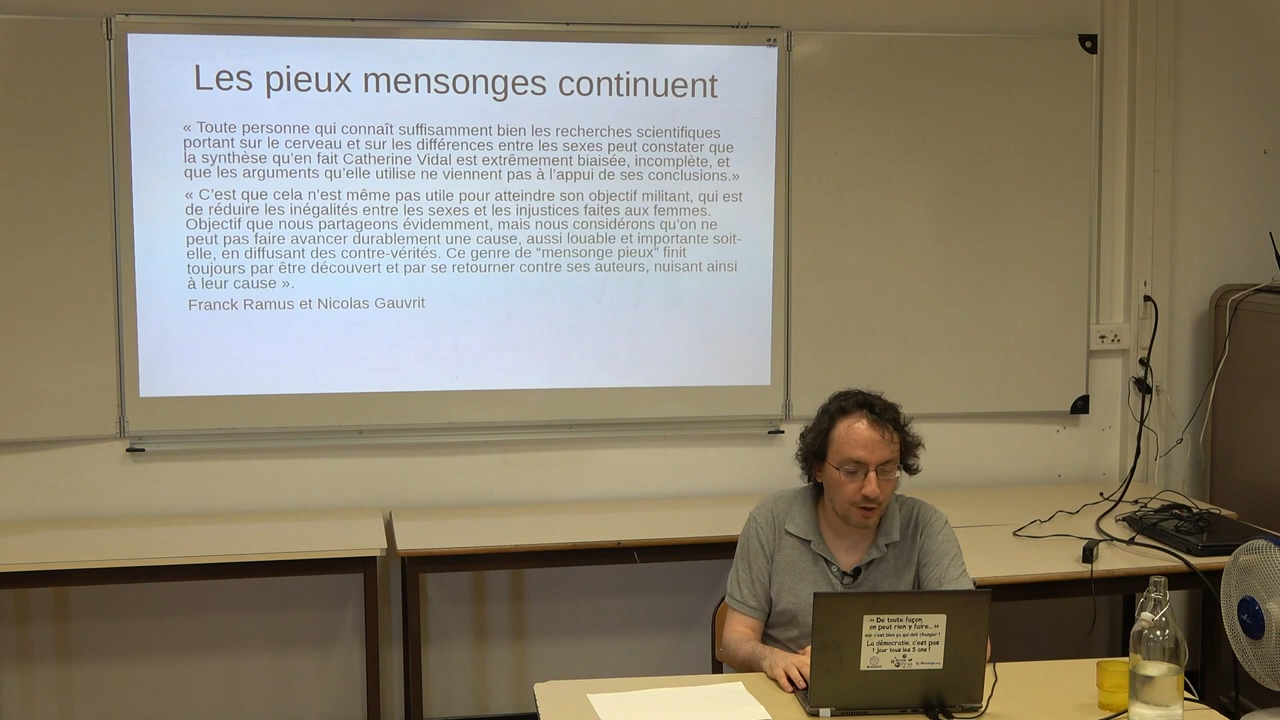 Les pieux mensonges continuent
« Toute personne qui connaît suffisamment bien les recherches scientifiques
portant sur le cerveau et sur les différences entre les sexes peut constater que
la synthèse qu'en fait Catherine Vidal est extrêmement biaisée, incomplète, et
que les arguments qu'elle utilise ne viennent pas à l'appui de ses conclusions.»
« C'est que cela n'est même pas utile pour atteindre son objectif militant, qui est
de réduire les inégalités entre les sexes et les injustices faites aux femmes.
Objectif que nous partageons évidemment, mais nous considérons qu'on ne
peut pas faire avancer durablement une cause, aussi louable et importante soit-
elle, en diffusant des contre-vérités. Ce genre de “mensonge pieux” finit
toujours par être découvert et par se retourner contre ses auteurs, nuisant ainsi
à leur cause ».
Franck Ramus et Nicolas Gauvrit
“ De toute façon,
on peut rien y faire... ”
c'est bien ça qui doit changer !
La démocratie, c'est pas
1 jour tous les 5 ans !